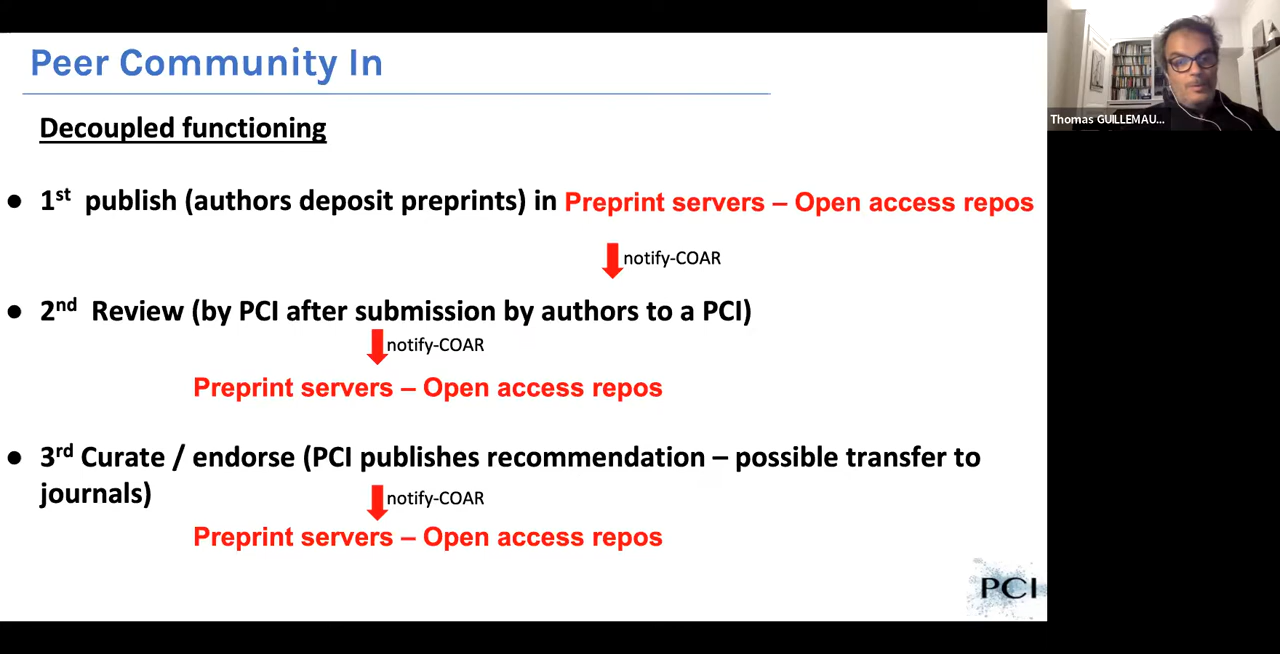 Peer Community In
Thomas GUILLEMAU...
Decoupled functioning
● 1st publish (authors deposit preprints) in Preprint servers – Open access repos
notify-COAR
● 2nd Review (by PCI after submission by authors to a PCI)
notify-COAR
Preprint servers – Open access repos
● 3rd Curate / endorse (PCI publishes recommendation – possible transfer to
journals)
notify-COAR
Preprint servers – Open access repos
PCI